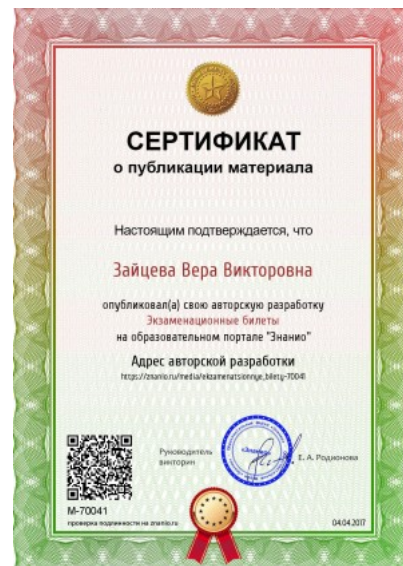 СЕРТИФИКАТ
о публикации материала
Настоящим подтверждается, что
Зайцева Вера Викторовна
опубликовал(а) свою авторскую разработку
Экзаменационные билеты
на образовательном портале "Знанио"
Адрес авторской разработки
https://znanio.ru/media/ekzamenatsionnye_bilety-70041
Руководитель
викторин
«Знанио»
Е. А. Родионова
М-70041
проверка подлинности на znanio.ru
04.04.2017